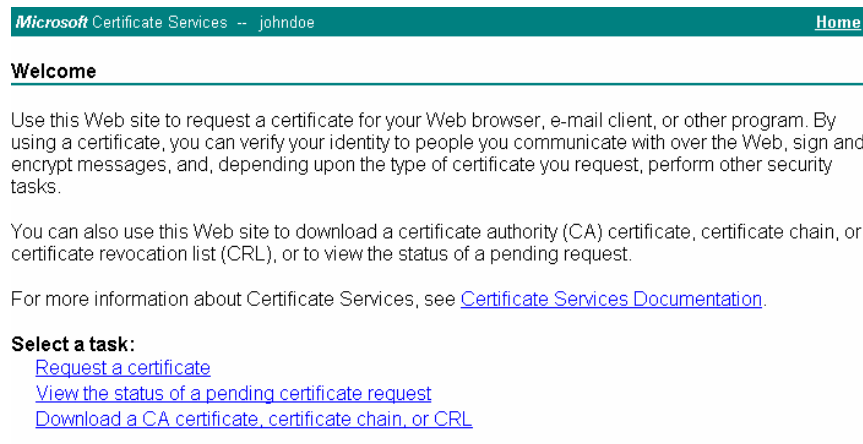 Microsoft Certificate Services -- johndoe Home
Welcome
Use this Web site to request a certificate for your Web browser, e-mail client, or other program. By
using a certificate, you can verify your identity to people you communicate with over the Web, sign and
encrypt messages, and, depending upon the type of certificate you request, perform other security
tasks.
You can also use this Web site to download a certificate authority (CA) certificate, certificate chain, or
certificate revocation list (CRL), or to view the status of a pending request.
For more information about Certificate Services, see Certificate Services Documentation.
Select a task:
Request a certificate
View the status of a pending certificate request
Download a CA certificate, certificate chain, or CRL